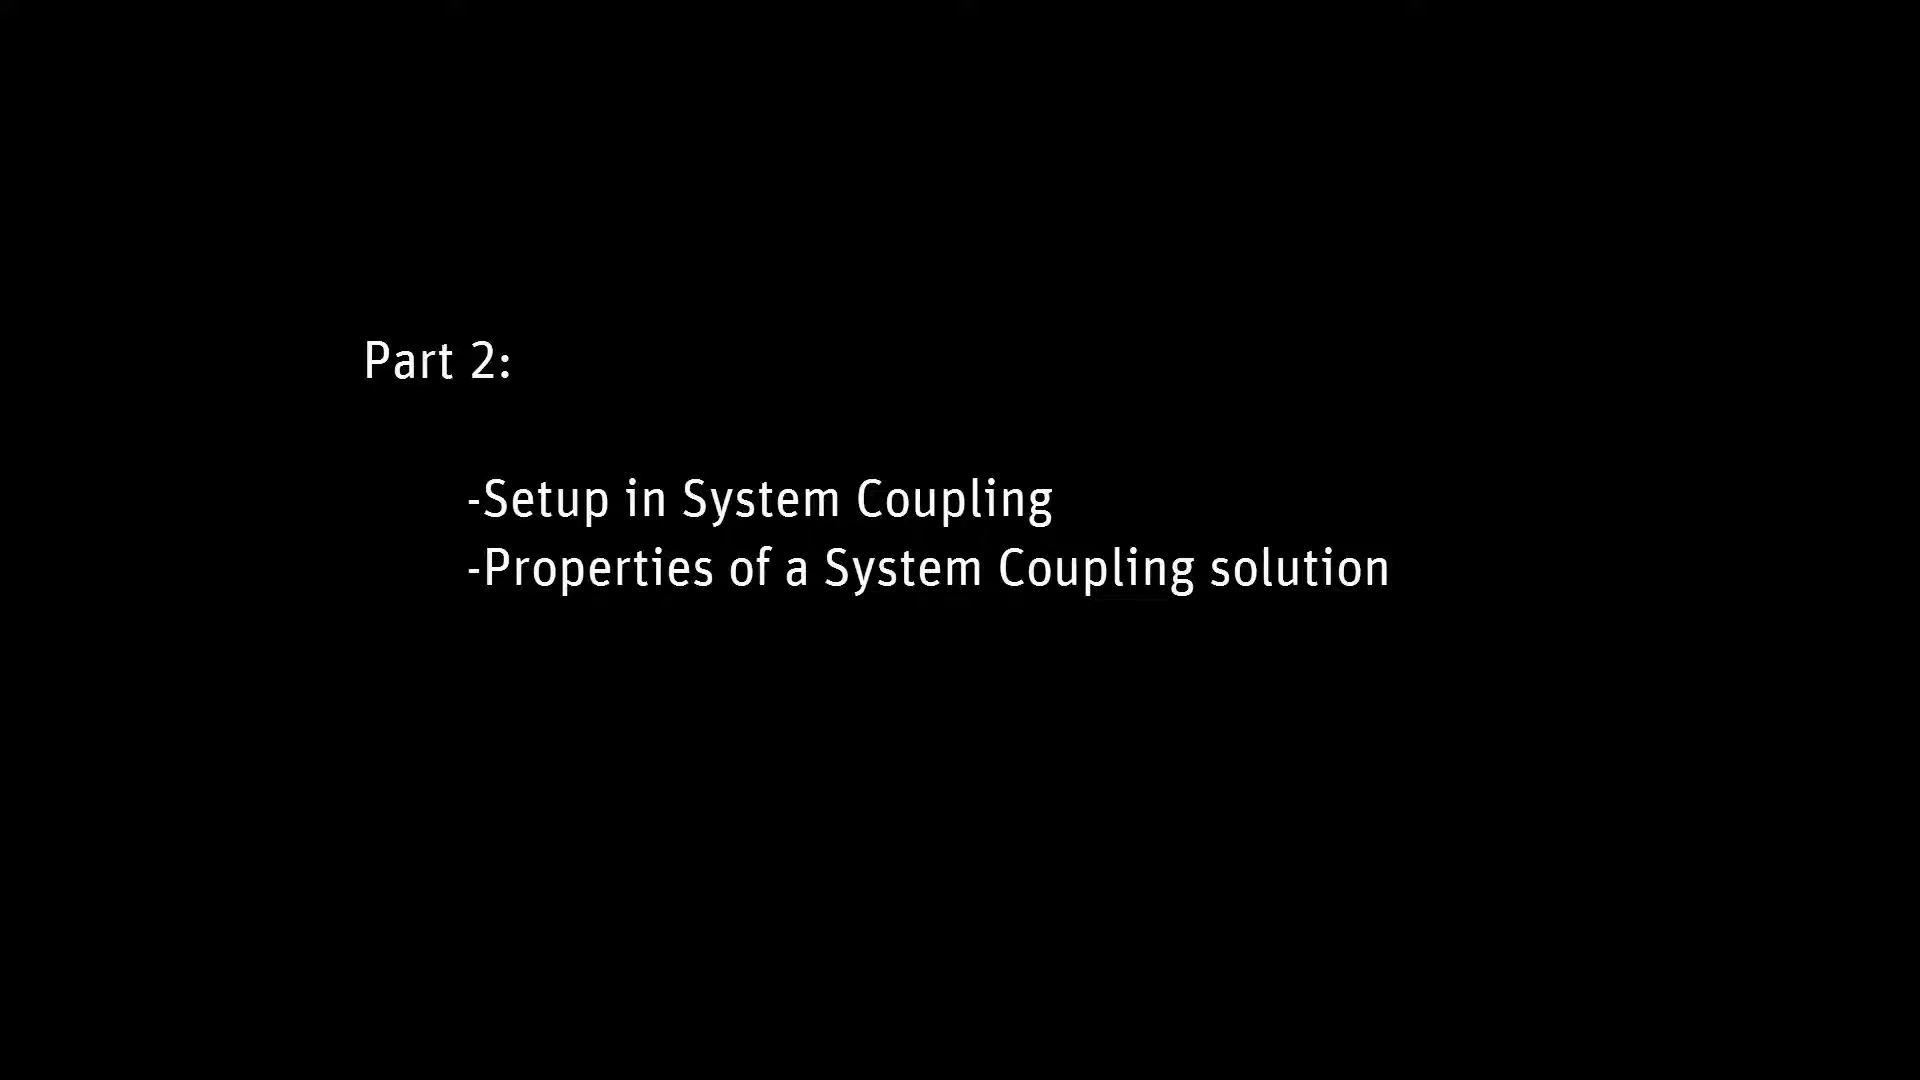 Part 2:
-Setup in System Coupling
-Properties of a System Coupling solution